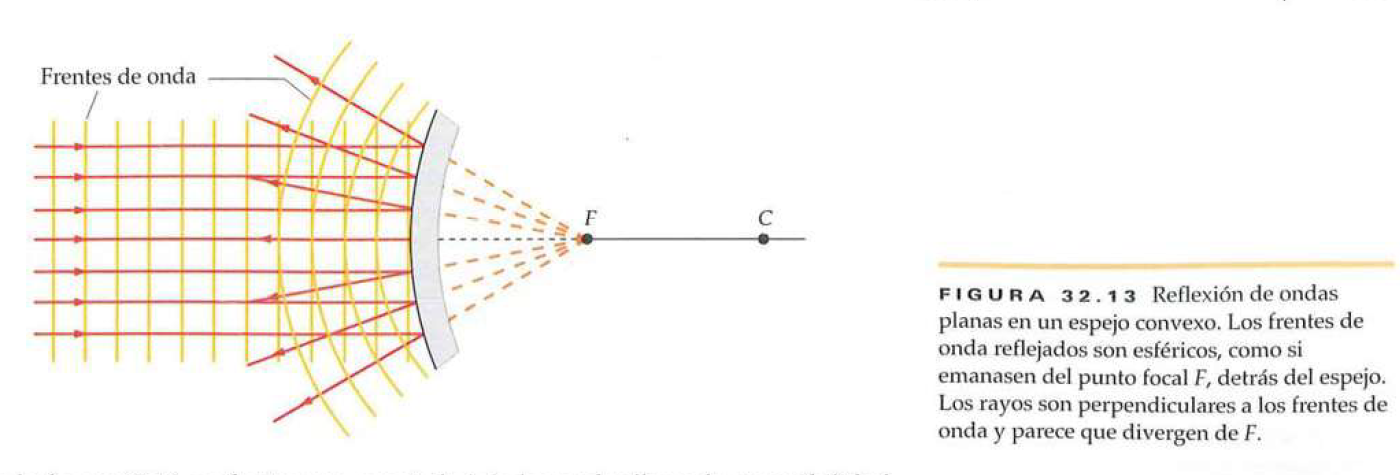 Frentes de onda
F
C
FIGURA 32.13 Reflexión de ondas
planas en un espejo convexo. Los frentes de
onda reflejados son esféricos, como si
emanasen del punto focal F, detrás del espejo.
Los rayos son perpendiculares a los frentes de
onda y parece que divergen de F.